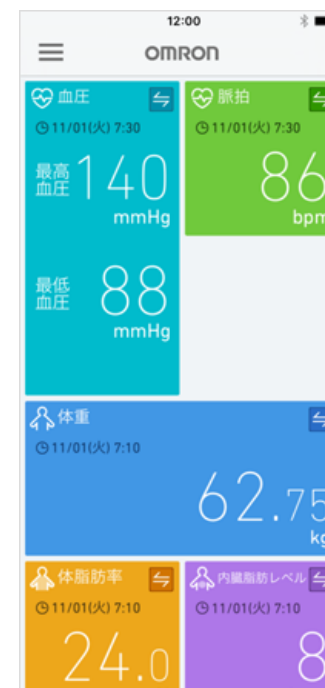 12:00
OMRON
血圧
11/01(火) 7:30
最高
血圧
140
mmHg
最低
血圧
88
mmHg
脈拍
11/01(火) 7:30
86
bpm
体重
11/01(火) 7:10
62.75
kg
体脂肪率
11/01(火) 7:10
24.0
内臓脂肪レベル
11/01(火) 7:10
8